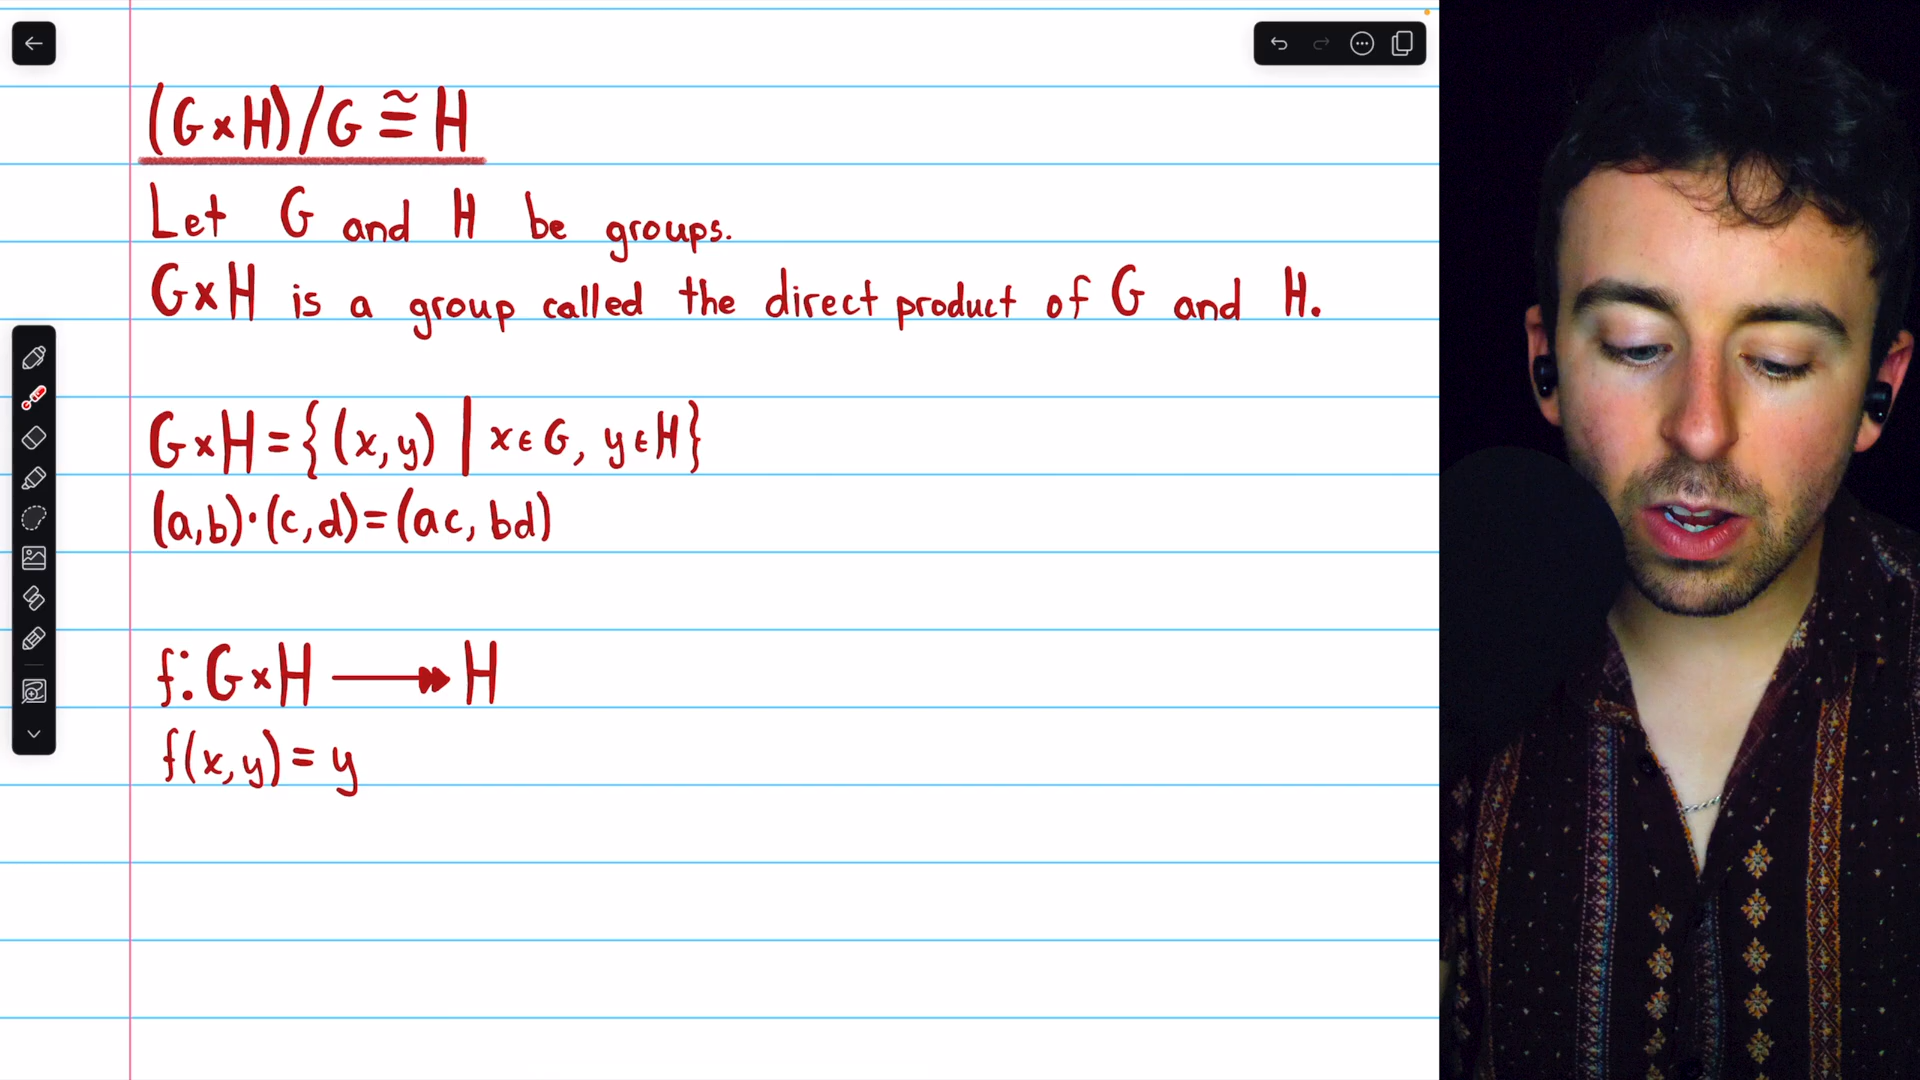 (G×H)/G ≅ H
Let G and H be groups.
G×H is a group called the direct product of G and H.
G×H={(x,y) | x∈G, y∈H}
(a,b)·(c,d)=(ac, bd)
f: G×H ↠ H
f(x,y)= y